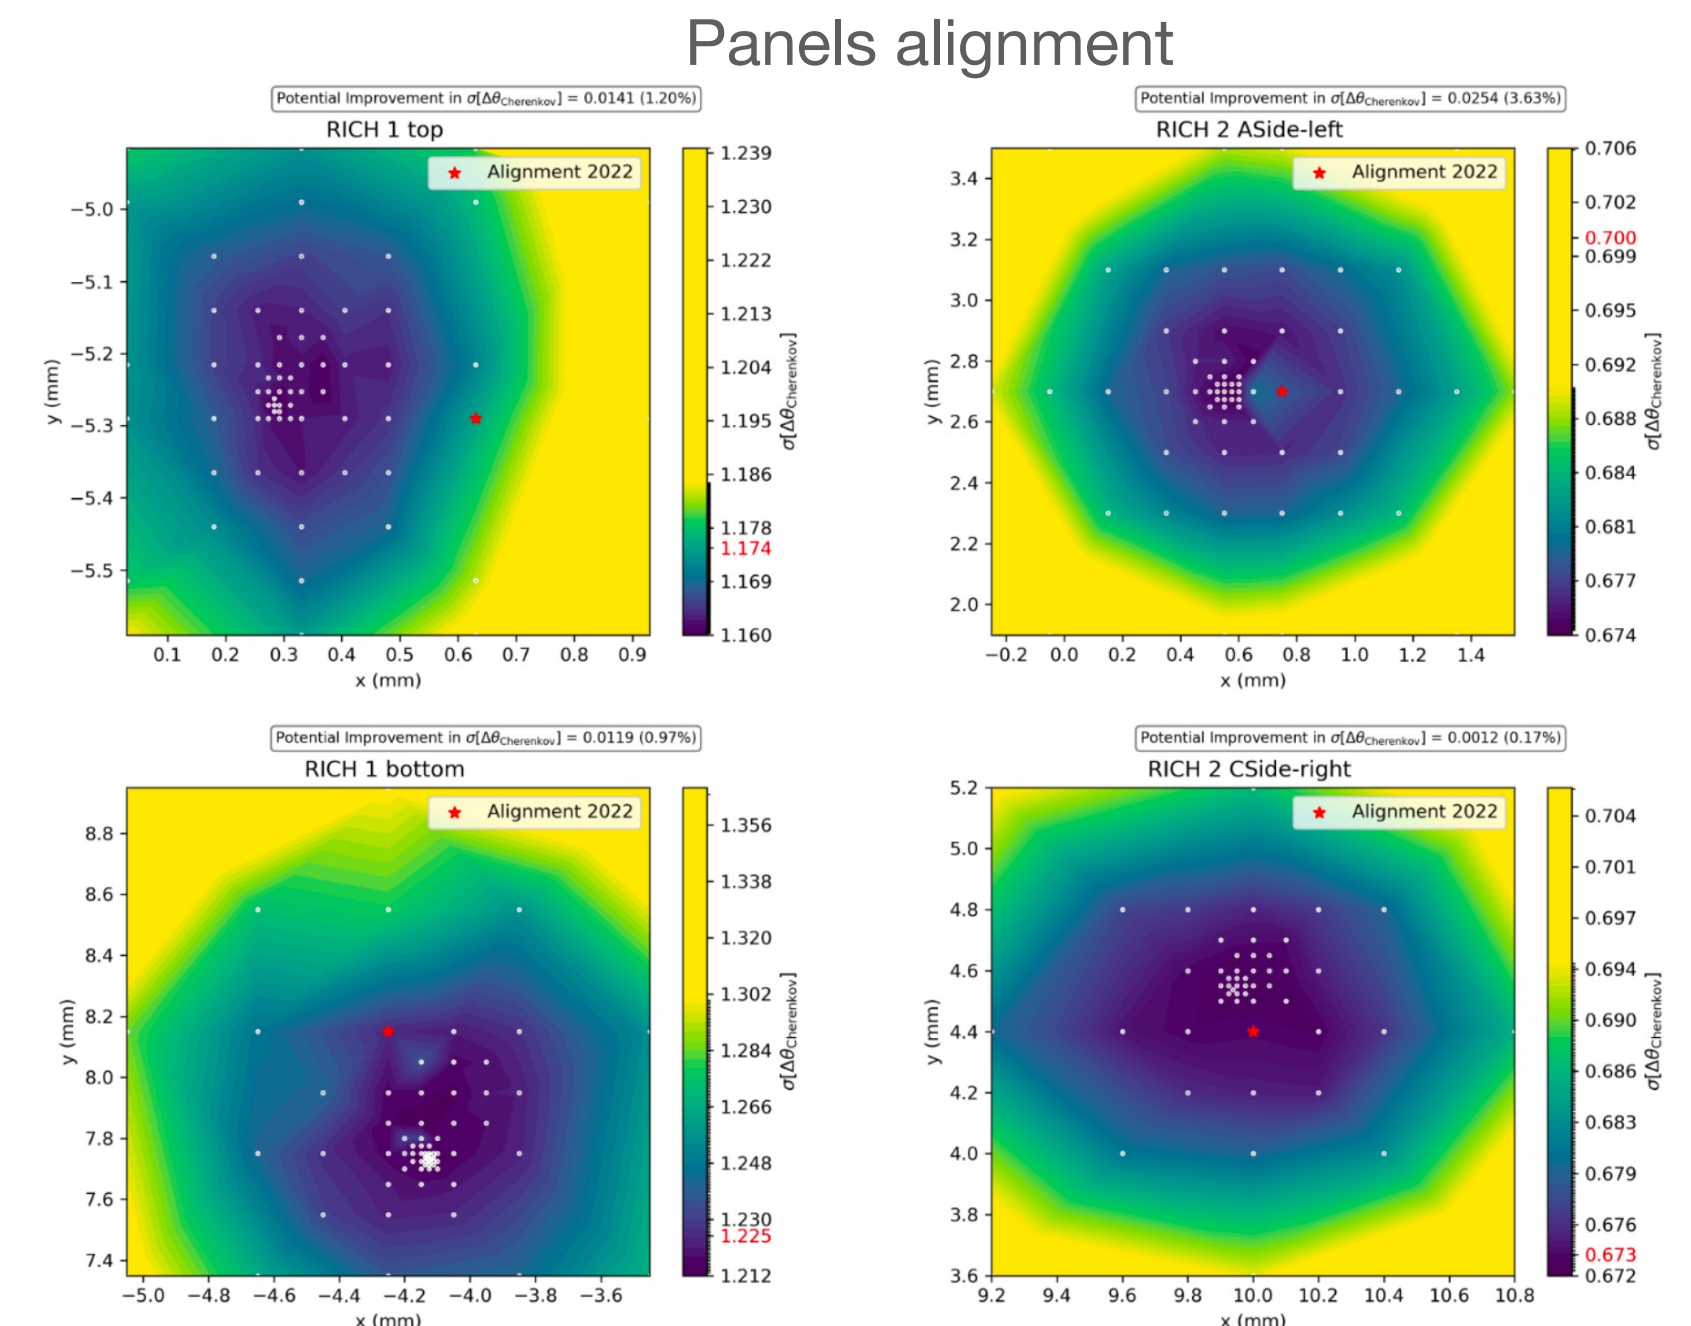 Panels alignment
Potential Improvement in σ[Δθ_Cherenkov] = 0.0141 (1.20%)
RICH 1 top
Alignment 2022
y (mm)
−5.0
−5.1
−5.2
−5.3
−5.4
−5.5
0.1 0.2 0.3 0.4 0.5 0.6 0.7 0.8 0.9
x (mm)
1.239
1.230
1.222
1.213
1.204
1.195
1.186
1.178
1.174
1.169
1.160
σ[Δθ_Cherenkov]
Potential Improvement in σ[Δθ_Cherenkov] = 0.0254 (3.63%)
RICH 2 ASide-left
Alignment 2022
y (mm)
3.4
3.2
3.0
2.8
2.6
2.4
2.2
2.0
−0.2 0.0 0.2 0.4 0.6 0.8 1.0 1.2 1.4
x (mm)
0.706
0.702
0.700
0.699
0.695
0.692
0.688
0.684
0.681
0.677
0.674
σ[Δθ_Cherenkov]
Potential Improvement in σ[Δθ_Cherenkov] = 0.0119 (0.97%)
RICH 1 bottom
Alignment 2022
y (mm)
8.8
8.6
8.4
8.2
8.0
7.8
7.6
7.4
−5.0 −4.8 −4.6 −4.4 −4.2 −4.0 −3.8 −3.6
x (mm)
1.356
1.338
1.320
1.302
1.284
1.266
1.248
1.230
1.225
1.212
σ[Δθ_Cherenkov]
Potential Improvement in σ[Δθ_Cherenkov] = 0.0012 (0.17%)
RICH 2 CSide-right
Alignment 2022
y (mm)
5.2
5.0
4.8
4.6
4.4
4.2
4.0
3.8
3.6
9.2 9.4 9.6 9.8 10.0 10.2 10.4 10.6 10.8
x (mm)
0.704
0.701
0.697
0.694
0.690
0.686
0.683
0.679
0.676
0.673
0.672
σ[Δθ_Cherenkov]